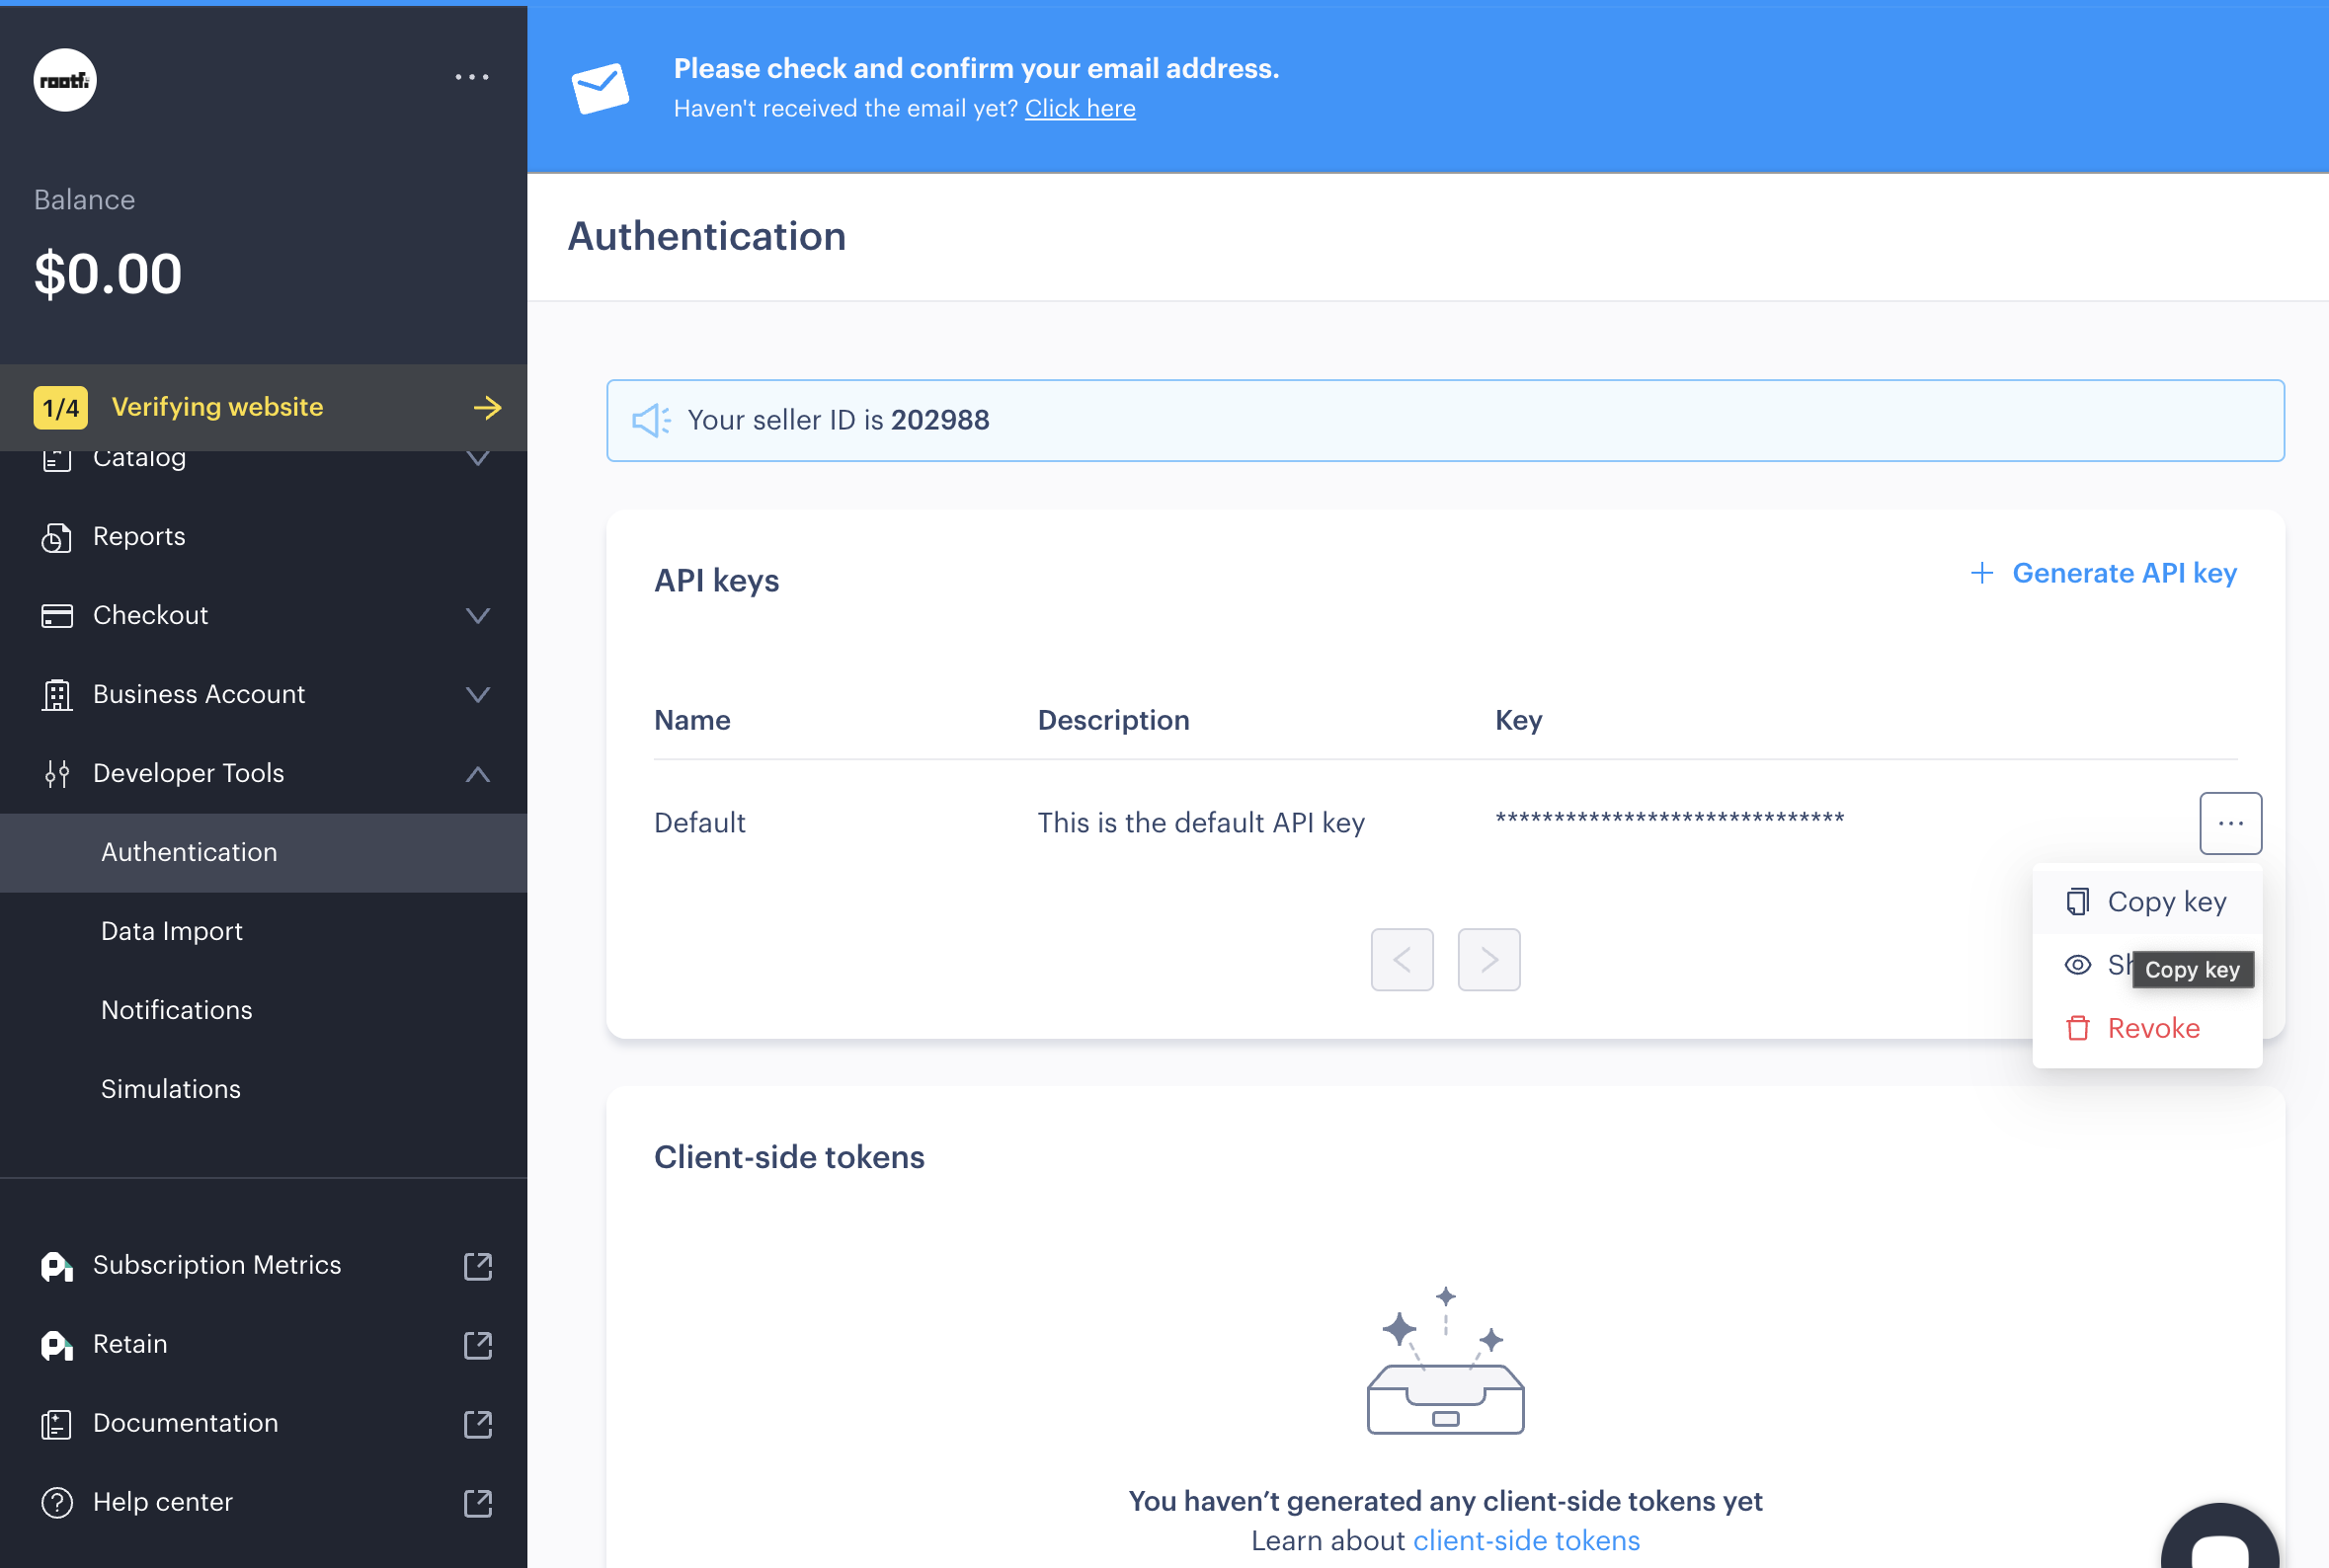 rootfi
Balance
$0.00
1/4 Verifying website
Catalog
Reports
Checkout
Business Account
Developer Tools
Authentication
Data Import
Notifications
Simulations
Subscription Metrics
Retain
Documentation
Help center
Please check and confirm your email address.
Haven't received the email yet? Click here
Authentication
Your seller ID is 202988
API keys
Generate API key
Name Description Key
Default This is the default API key ******************************
Copy key
Copy key
Revoke
Client-side tokens
You haven’t generated any client-side tokens yet
Learn about client-side tokens